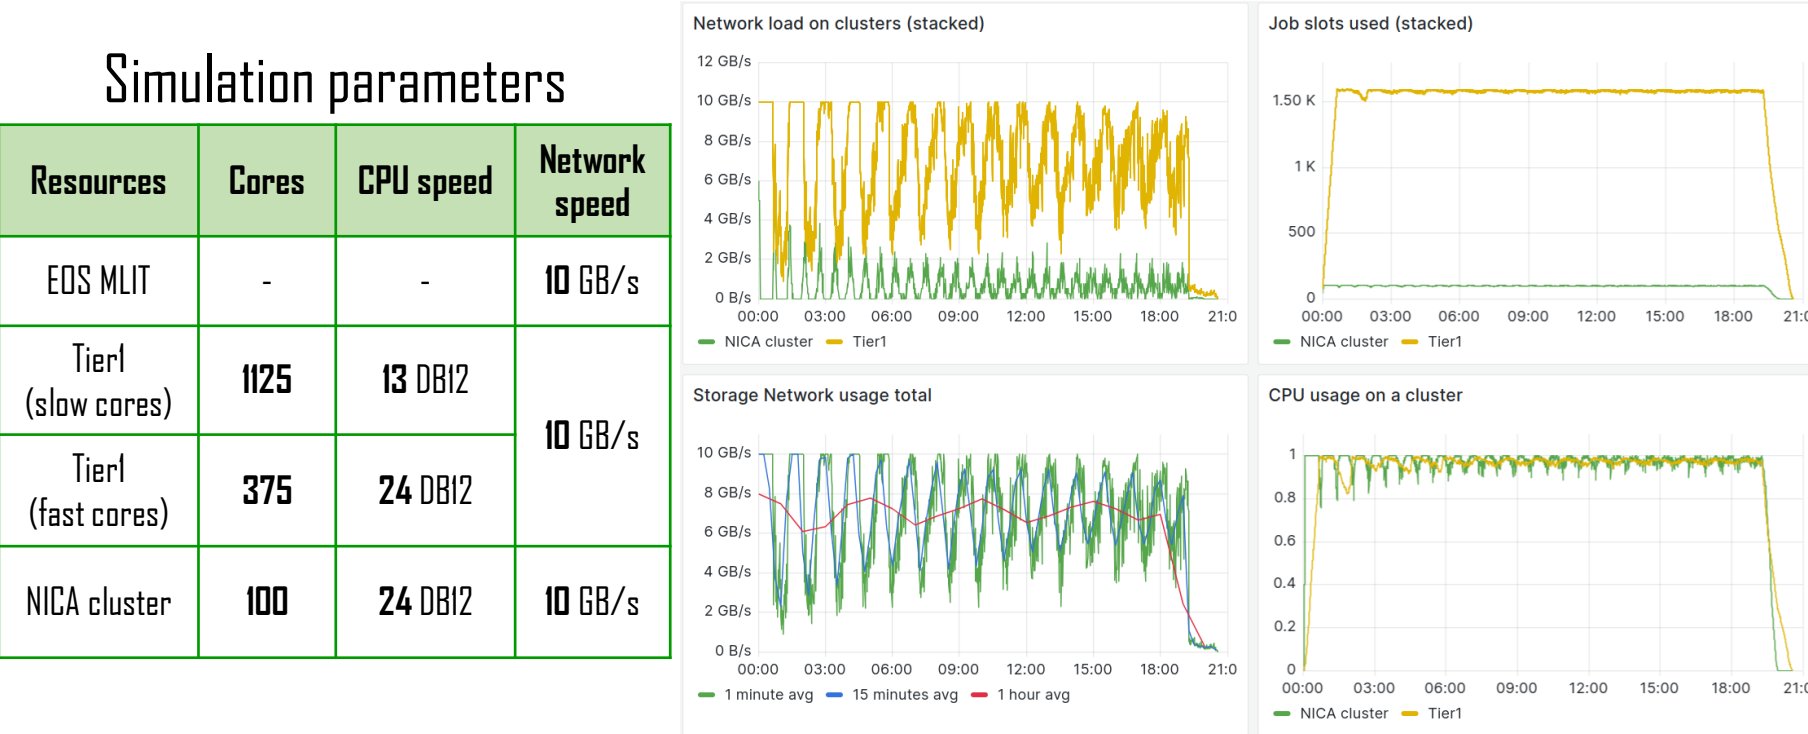 Simulation parameters
Resources
Cores
CPU speed
Network
speed
EOS MLIT
-
-
10 GB/s
Tier1
(slow cores)
1125
13 DB12
10 GB/s
Tier1
(fast cores)
375
24 DB12
NICA cluster
100
24 DB12
10 GB/s
Network load on clusters (stacked)
12 GB/s
10 GB/s
8 GB/s
6 GB/s
4 GB/s
2 GB/s
0 B/s
00:00 03:00 06:00 09:00 12:00 15:00 18:00 21:0
NICA cluster Tier1
Job slots used (stacked)
1.50 K
1 K
500
0
00:00 03:00 06:00 09:00 12:00 15:00 18:00 21:0
NICA cluster Tier1
Storage Network usage total
10 GB/s
8 GB/s
6 GB/s
4 GB/s
2 GB/s
0 B/s
00:00 03:00 06:00 09:00 12:00 15:00 18:00 21:0
1 minute avg 15 minutes avg 1 hour avg
CPU usage on a cluster
1
0.8
0.6
0.4
0.2
0
00:00 03:00 06:00 09:00 12:00 15:00 18:00 21:0
NICA cluster Tier1